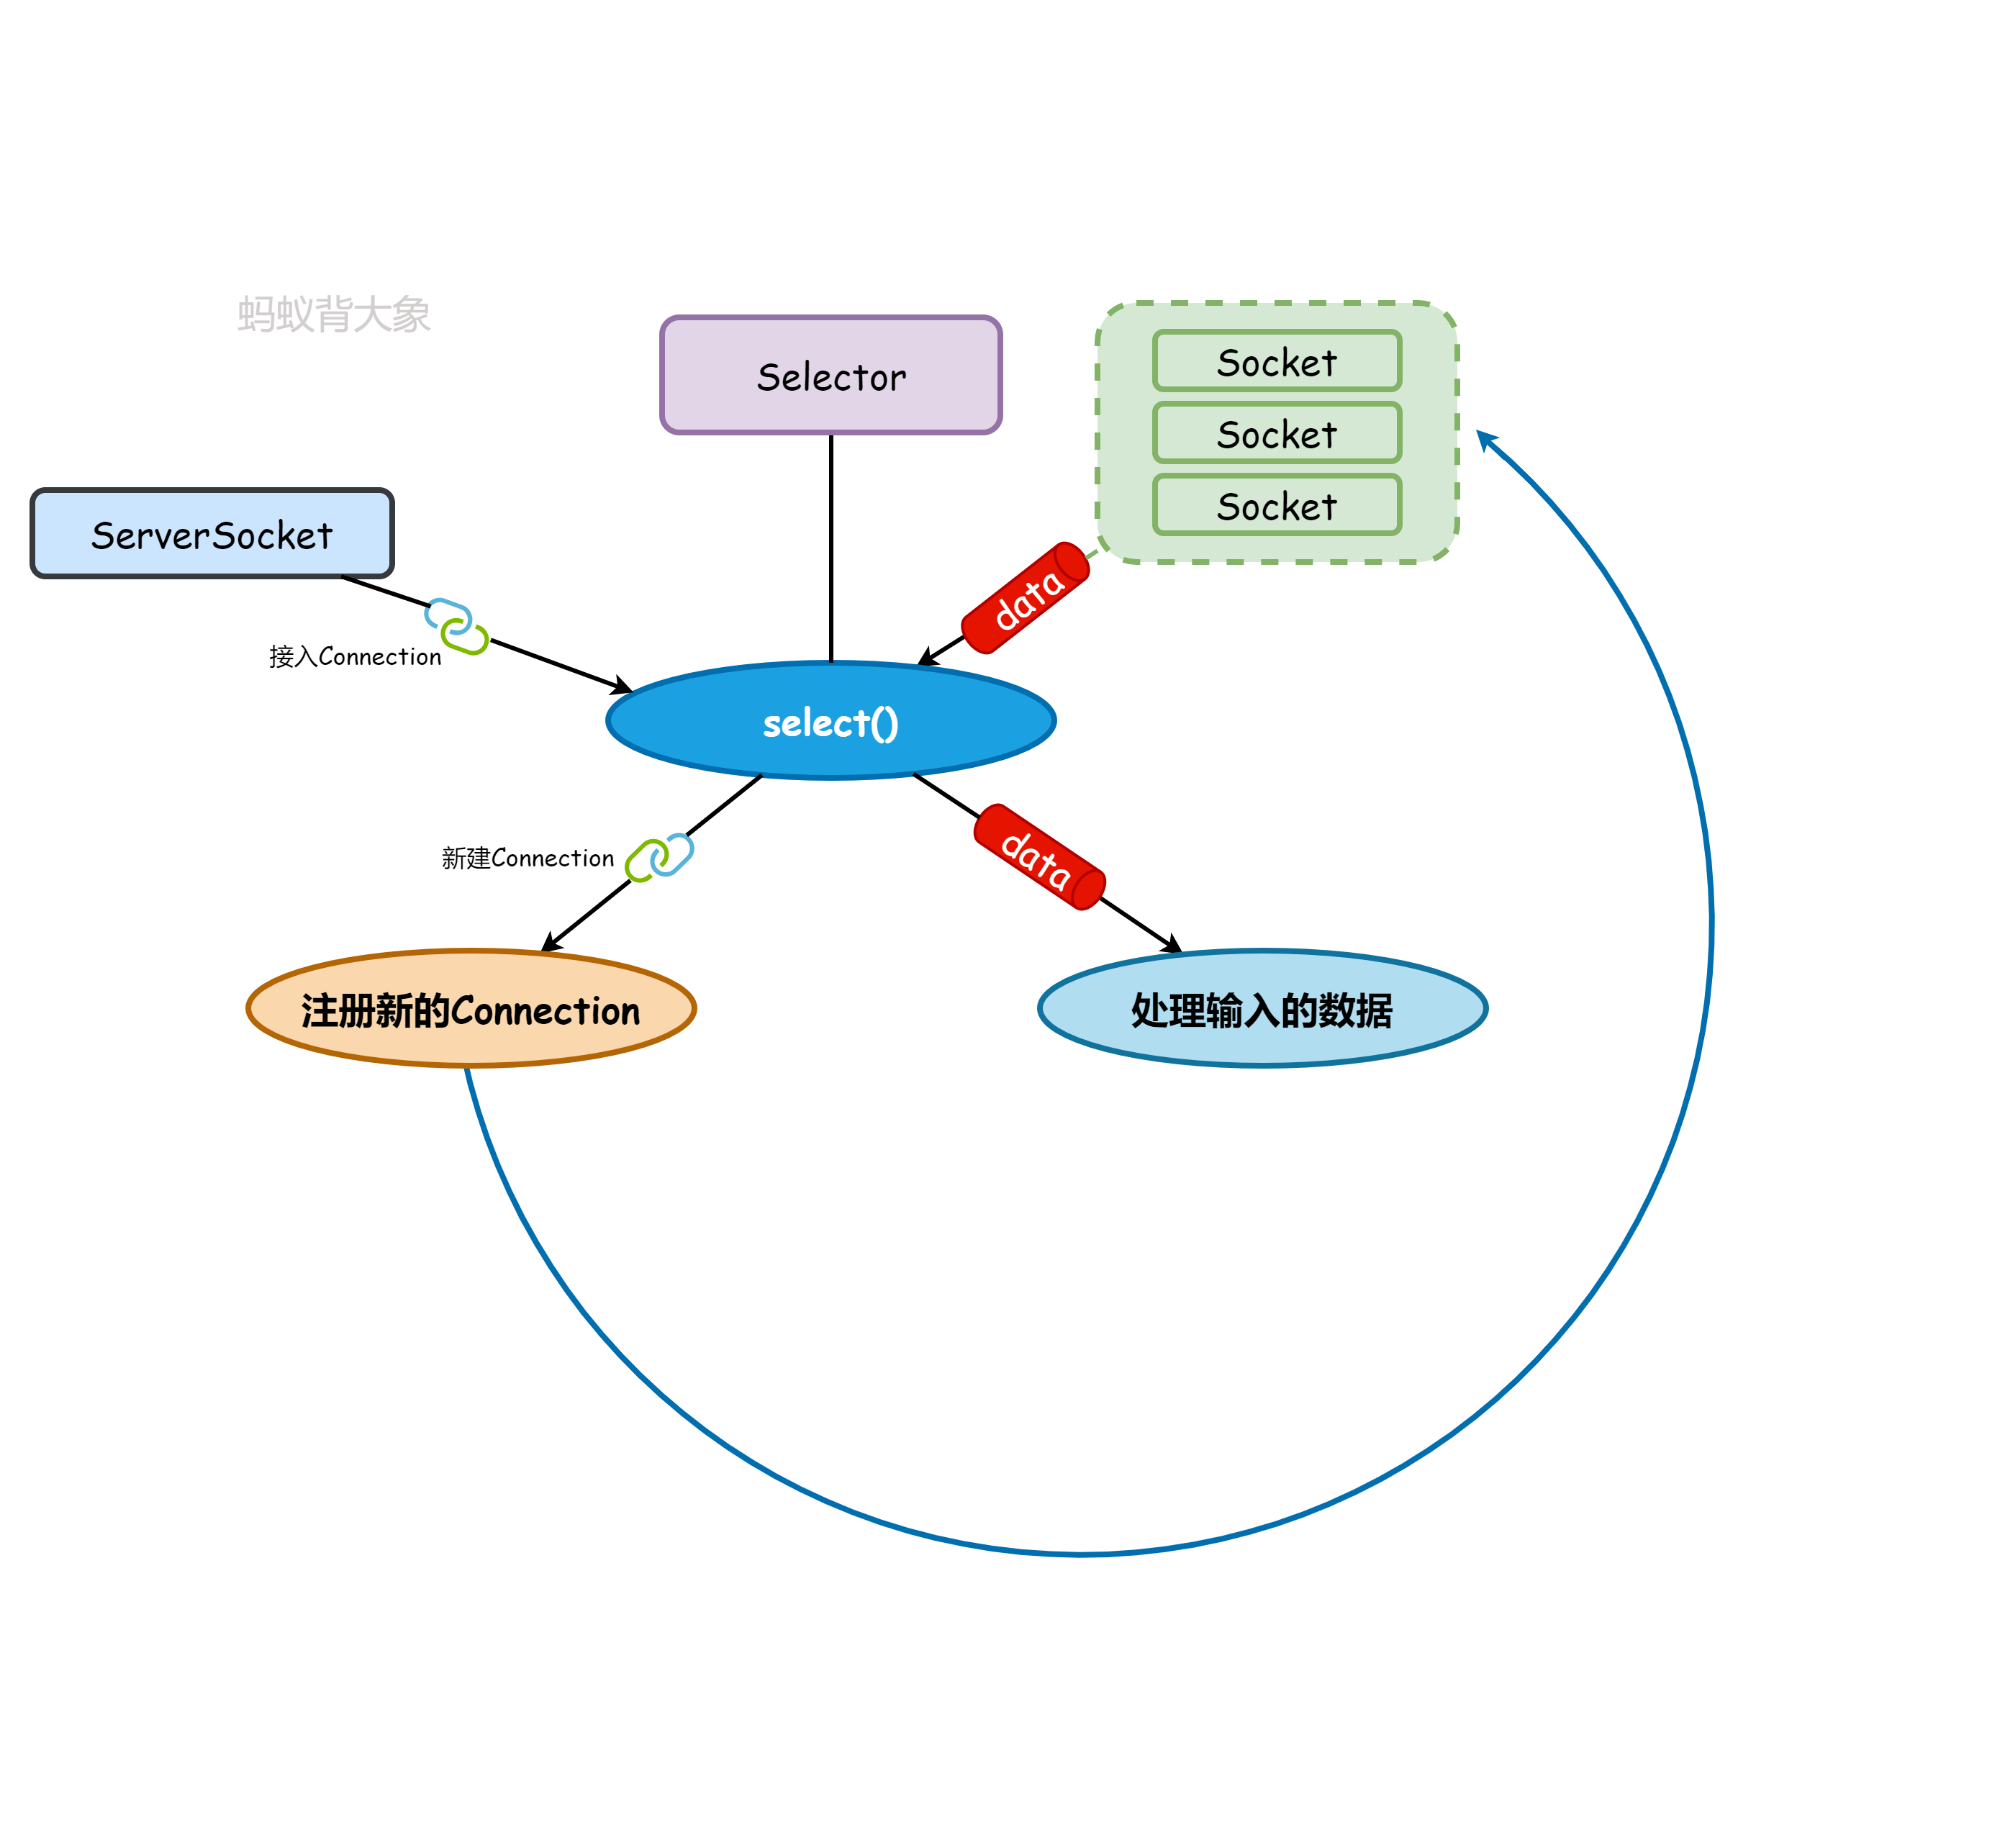 蚂蚁背大象
Selector
Socket
Socket
Socket
ServerSocket
data
接入Connection
select()
新建Connection
data
注册新的Connection
处理输入的数据